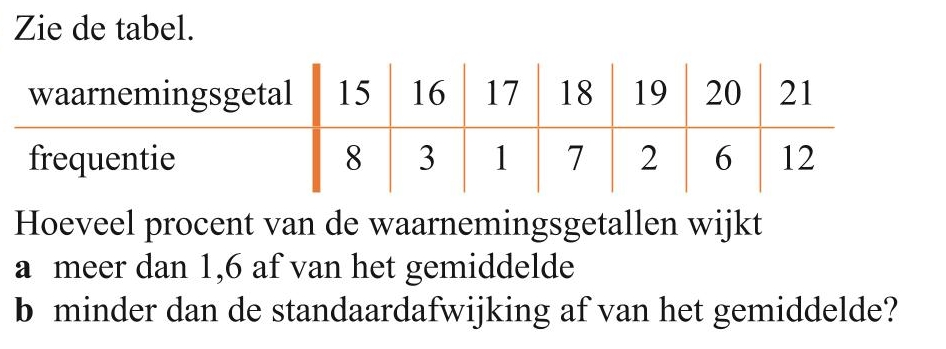 Zie de tabel.
waarnemingsgetal 15 16 17 18 19 20 21
frequentie 8 3 1 7 2 6 12
Hoeveel procent van de waarnemingsgetallen wijkt
a meer dan 1,6 af van het gemiddelde
b minder dan de standaardafwijking af van het gemiddelde?